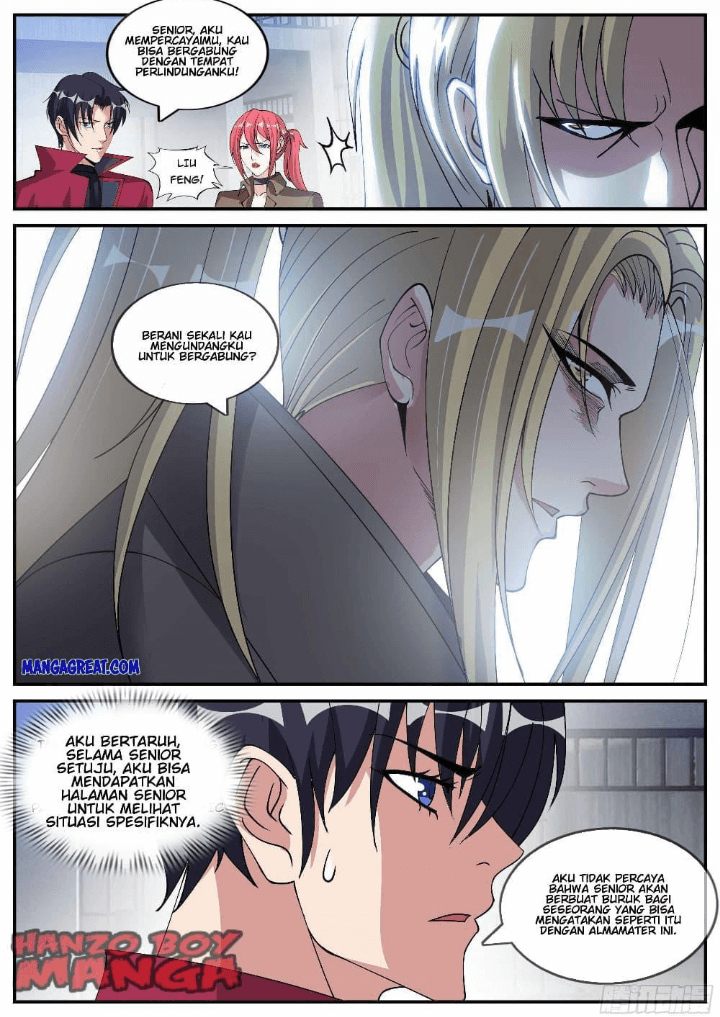 SENIOR, AKU
MEMPERCAYAIMU, KAU
BISA BERGABUNG
DENGAN TEMPAT
PERLINDUNGANKU!
LIU
FENG!
BERANI SEKALI KAU
MENGUNDANGKU
UNTUK BERGABUNG?
MANGAGREAT.COM
AKU BERTARUH,
SELAMA SENIOR
SETUJU, AKU BISA
MENDAPATKAN
HALAMAN SENIOR
UNTUK MELIHAT
SITUASI SPESIFIKNYA.
AKU TIDAK PERCAYA
BAHWA SENIOR AKAN
BERBUAT BURUK BAGI
SESEORANG YANG BISA
MENGATAKAN SEPERTI ITU
DENGAN ALMAMATER INI.
HANZO BOY
MANGA